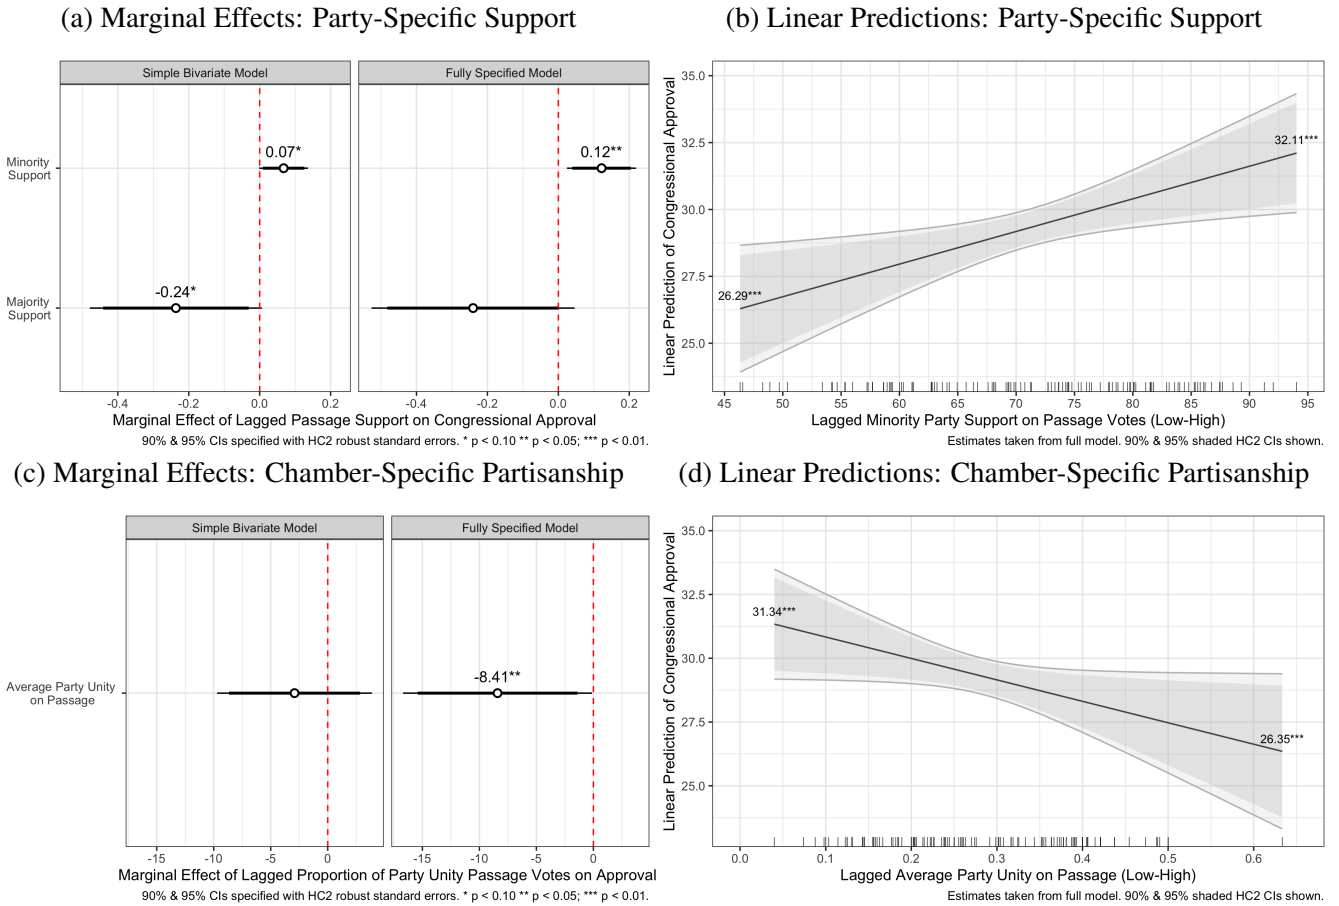 (a) Marginal Effects: Party-Specific Support
Simple Bivariate Model
Fully Specified Model
Minority
Support
Majority
Support
0.07*
0.12**
-0.24*
-0.4
-0.2
0.0
0.2
-0.4
-0.2
0.0
0.2
Marginal Effect of Lagged Passage Support on Congressional Approval
90% & 95% CIs specified with HC2 robust standard errors. * p < 0.10 ** p < 0.05; *** p < 0.01.
(b) Linear Predictions: Party-Specific Support
Linear Prediction of Congressional Approval
35.0
32.5
30.0
27.5
25.0
26.29***
32.11***
45
50
55
60
65
70
75
80
85
90
95
Lagged Minority Party Support on Passage Votes (Low-High)
Estimates taken from full model. 90% & 95% shaded HC2 CIs shown.
(c) Marginal Effects: Chamber-Specific Partisanship
Simple Bivariate Model
Fully Specified Model
Average Party Unity
on Passage
-8.41**
-15
-10
-5
0
-15
-10
-5
0
Marginal Effect of Lagged Proportion of Party Unity Passage Votes on Approval
90% & 95% CIs specified with HC2 robust standard errors. * p < 0.10 ** p < 0.05; *** p < 0.01.
(d) Linear Predictions: Chamber-Specific Partisanship
Linear Prediction of Congressional Approval
35.0
32.5
30.0
27.5
25.0
31.34***
26.35***
0.0
0.1
0.2
0.3
0.4
0.5
0.6
Lagged Average Party Unity on Passage (Low-High)
Estimates taken from full model. 90% & 95% shaded HC2 CIs shown.